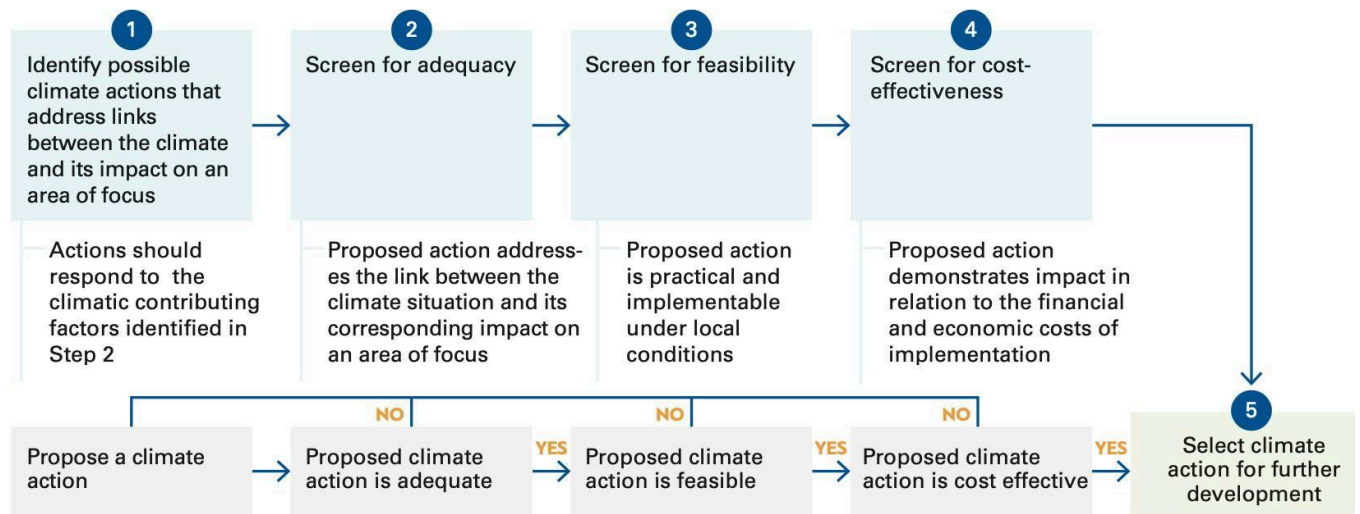 1
Identify possible
climate actions that
address links
between the climate
and its impact on an
area of focus
Actions should
respond to the
climatic contributing
factors identified in
Step 2
2
Screen for adequacy
Proposed action address-
es the link between the
climate situation and its
corresponding impact on
an area of focus
3
Screen for feasibility
Proposed action
is practical and
implementable
under local
conditions
4
Screen for cost-
effectiveness
Proposed action
demonstrates impact in
relation to the financial
and economic costs of
implementation
Propose a climate
action
NO
Proposed climate
action is adequate
YES
NO
Proposed climate
action is feasible
YES
NO
Proposed climate
action is cost effective
YES
5
Select climate
action for further
development